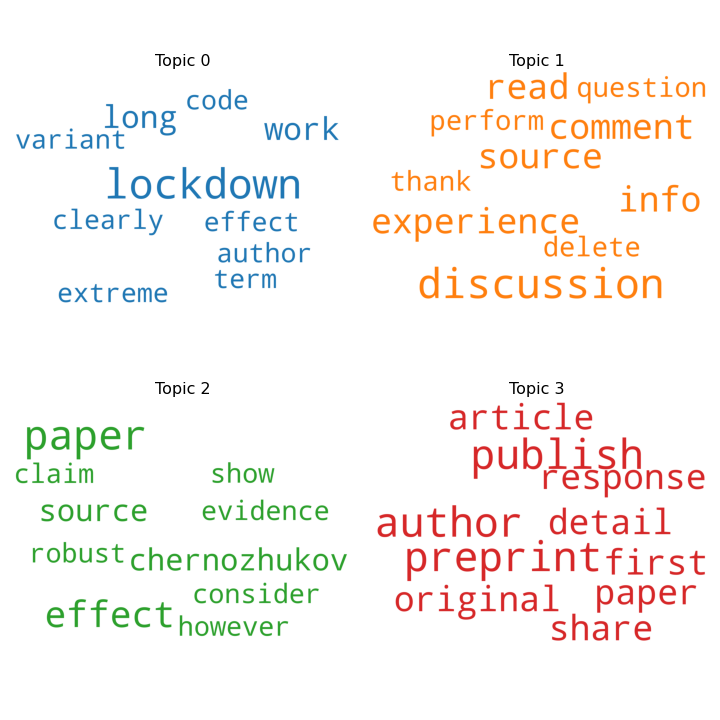 Topic 0
code
long
work
variant
lockdown
clearly
effect
author
term
extreme
Topic 1
read
question
perform
comment
source
thank
info
experience
delete
discussion
Topic 2
paper
claim
show
source
evidence
robust
chernozhukov
consider
effect
however
Topic 3
article
publish
response
author
detail
preprint
first
original
paper
share